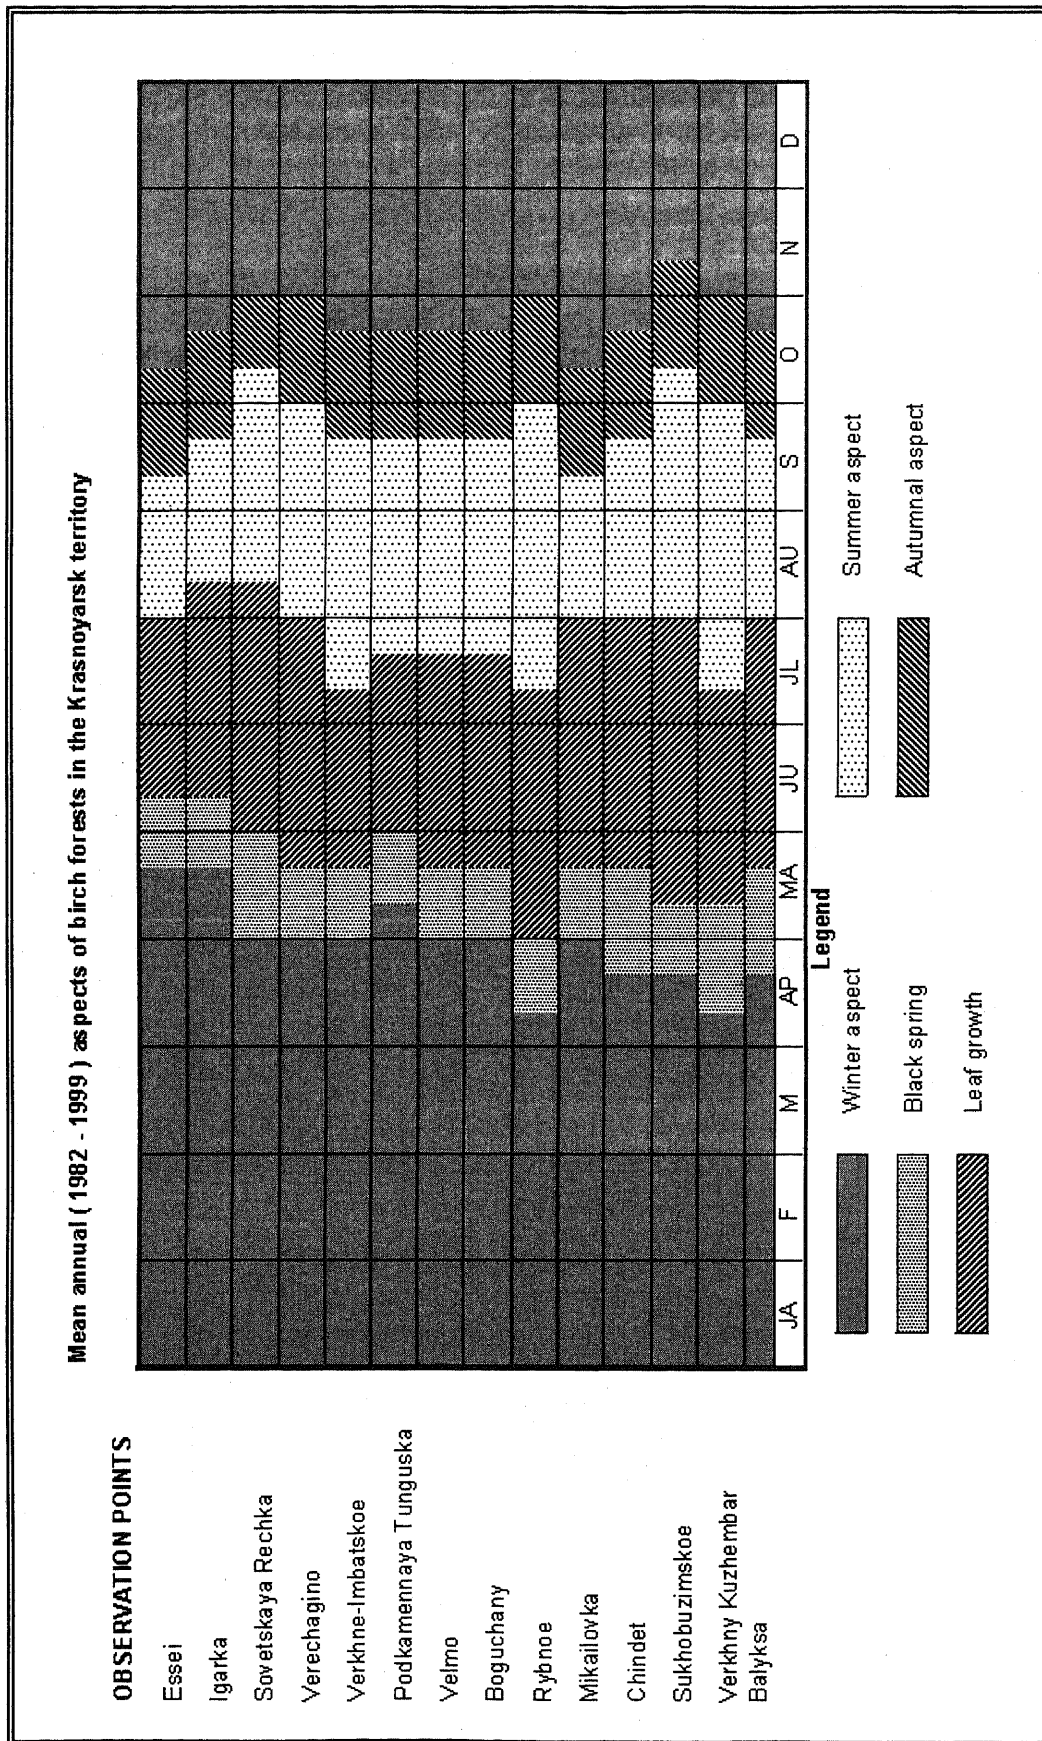 Mean annual ( 1982 - 1999 ) aspects of birch forests in the Krasnoyarsk territory
OBSERVATION POINTS
Essei
Igarka
Sovetskaya Rechka
Verechagino
Verkhne-Imbatskoe
Podkamennaya Tunguska
Velmo
Boguchany
Rybnoe
Mikailovka
Chindet
Sukhobuzimskoe
Verkhny Kuzhembar
Balyksa
JA F M AP MA JU JL AU S O N D
Legend
Winter aspect
Summer aspect
Black spring
Autumnal aspect
Leaf growth